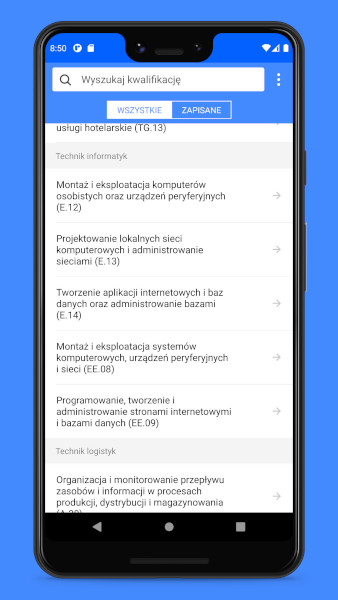 8:50
Wyszukaj kwalifikację
WSZYSTKIE ZAPISANE
usługi hotelarskie (TG.13)
Technik informatyk
Montaż i eksploatacja komputerów
osobistych oraz urządzeń peryferyjnych
(E.12)
Projektowanie lokalnych sieci
komputerowych i administrowanie
sieciami (E.13)
Tworzenie aplikacji internetowych i baz
danych oraz administrowanie bazami
(E.14)
Montaż i eksploatacja systemów
komputerowych, urządzeń peryferyjnych
i sieci (EE.08)
Programowanie, tworzenie i
administrowanie stronami internetowymi
i bazami danych (EE.09)
Technik logistyk
Organizacja i monitorowanie przepływu
zasobów i informacji w procesach
produkcji, dystrybucji i magazynowania